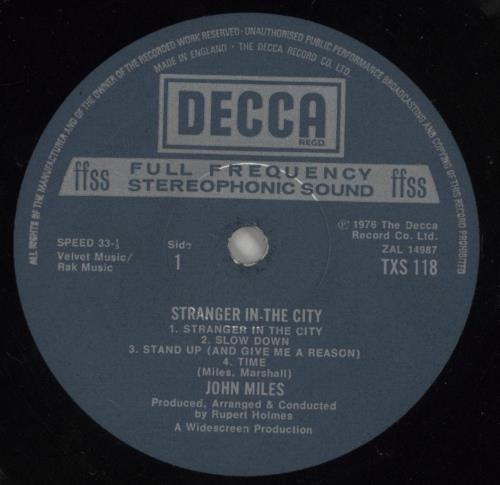 ALL RIGHTS OF THE MANUFACTURER AND OF THE OWNER OF THE RECORDED WORK RESERVED · UNAUTHORISED PUBLIC PERFORMANCE BROADCASTING AND COPYING OF THIS RECORD PROHIBITED
MADE IN ENGLAND · THE DECCA RECORD CO. LTD.
DECCA
REGD.
ffss FULL FREQUENCY STEREOPHONIC SOUND ffss
SPEED 33-⅓
Velvet Music/
Rak Music
Side
1
℗ 1976 The Decca
Record Co. Ltd.
ZAL 14987
TXS 118
STRANGER IN THE CITY
1. STRANGER IN THE CITY
2. SLOW DOWN
3. STAND UP (AND GIVE ME A REASON)
4. TIME
(Miles, Marshall)
JOHN MILES
Produced, Arranged & Conducted
by Rupert Holmes
A Widescreen Production